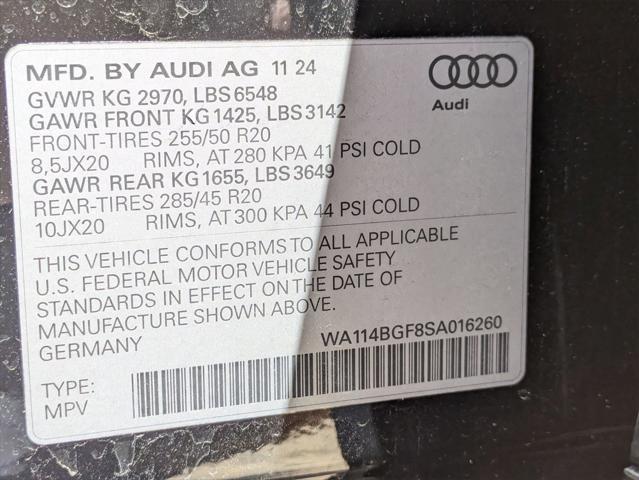 MFD. BY AUDI AG 11 24
GVWR KG 2970, LBS 6548
GAWR FRONT KG 1425, LBS 3142
FRONT-TIRES 255/50 R20
8,5JX20 RIMS, AT 280 KPA 41 PSI COLD
GAWR REAR KG 1655, LBS 3649
REAR-TIRES 285/45 R20
10JX20 RIMS, AT 300 KPA 44 PSI COLD
THIS VEHICLE CONFORMS TO ALL APPLICABLE
U.S. FEDERAL MOTOR VEHICLE SAFETY
STANDARDS IN EFFECT ON THE DATE OF
MANUFACTURE SHOWN ABOVE.
GERMANY
WA114BGF8SA016260
TYPE:
MPV
Audi